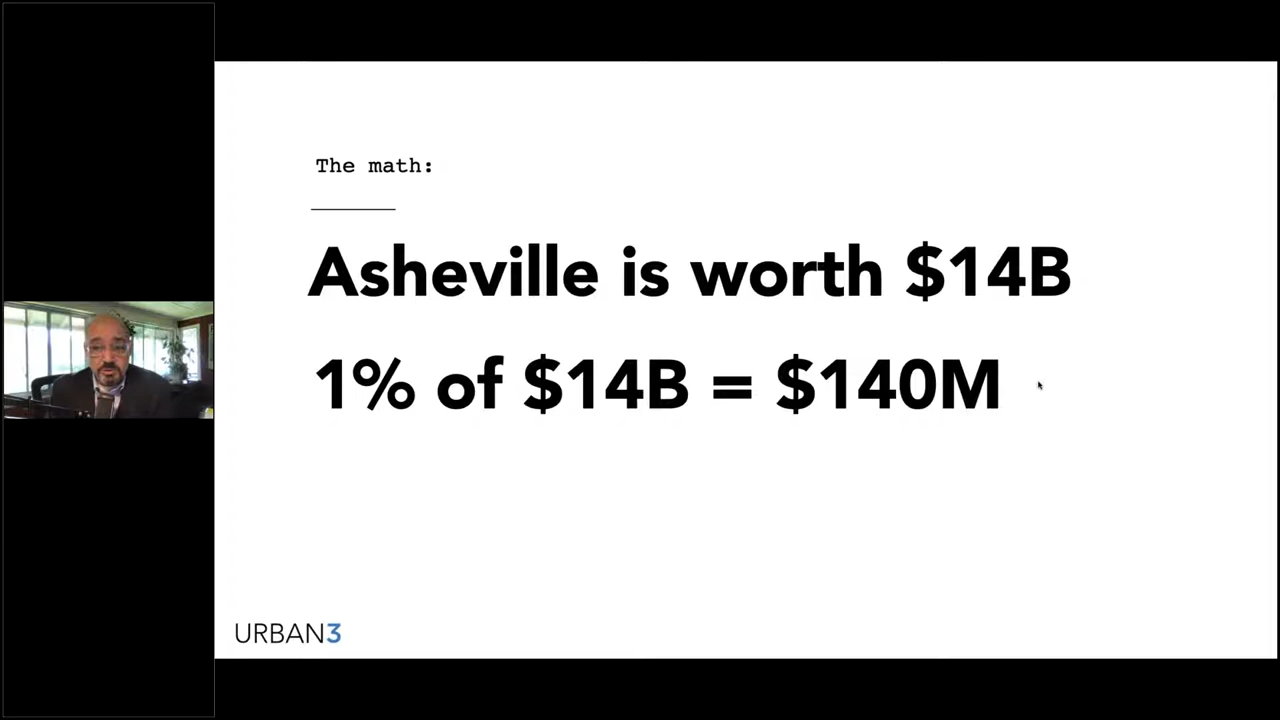 The math:
Asheville is worth $14B
1% of $14B = $140M
URBAN3